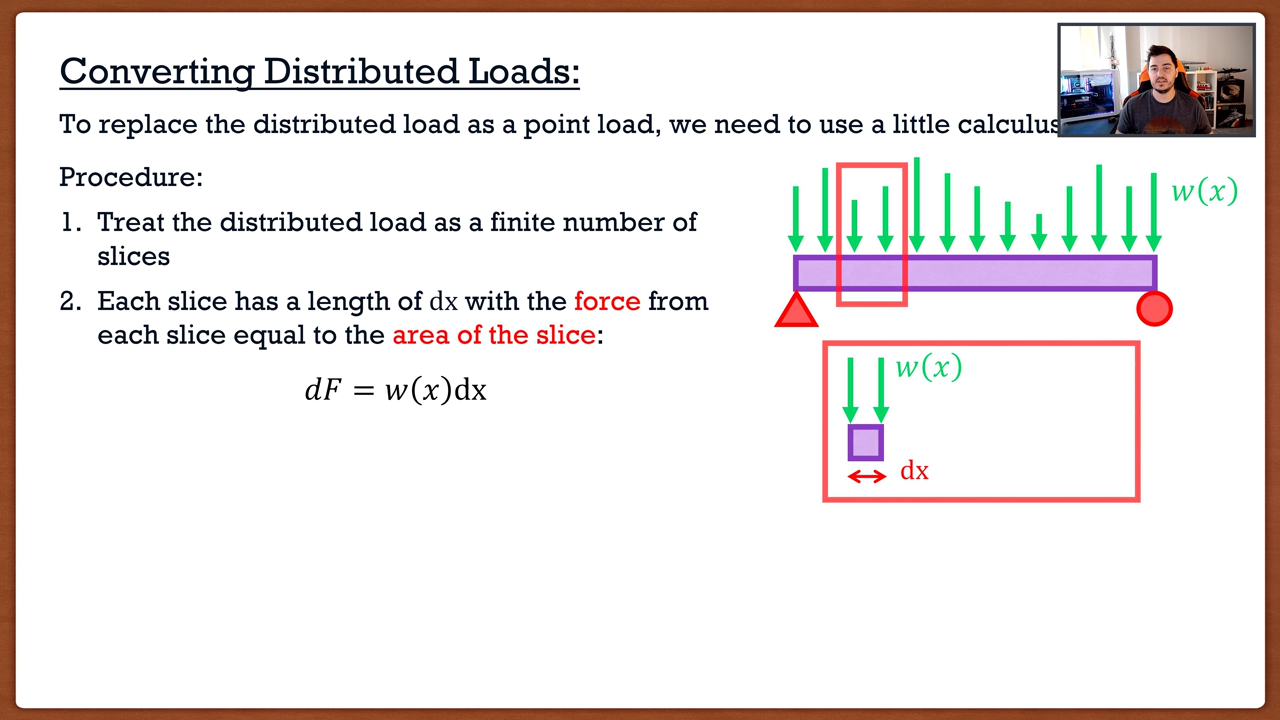 Converting Distributed Loads:
To replace the distributed load as a point load, we need to use a little calculus
Procedure:
1. Treat the distributed load as a finite number of
slices
2. Each slice has a length of dx with the force from
each slice equal to the area of the slice:
dF = w(x)dx
w(x)
w(x)
dx